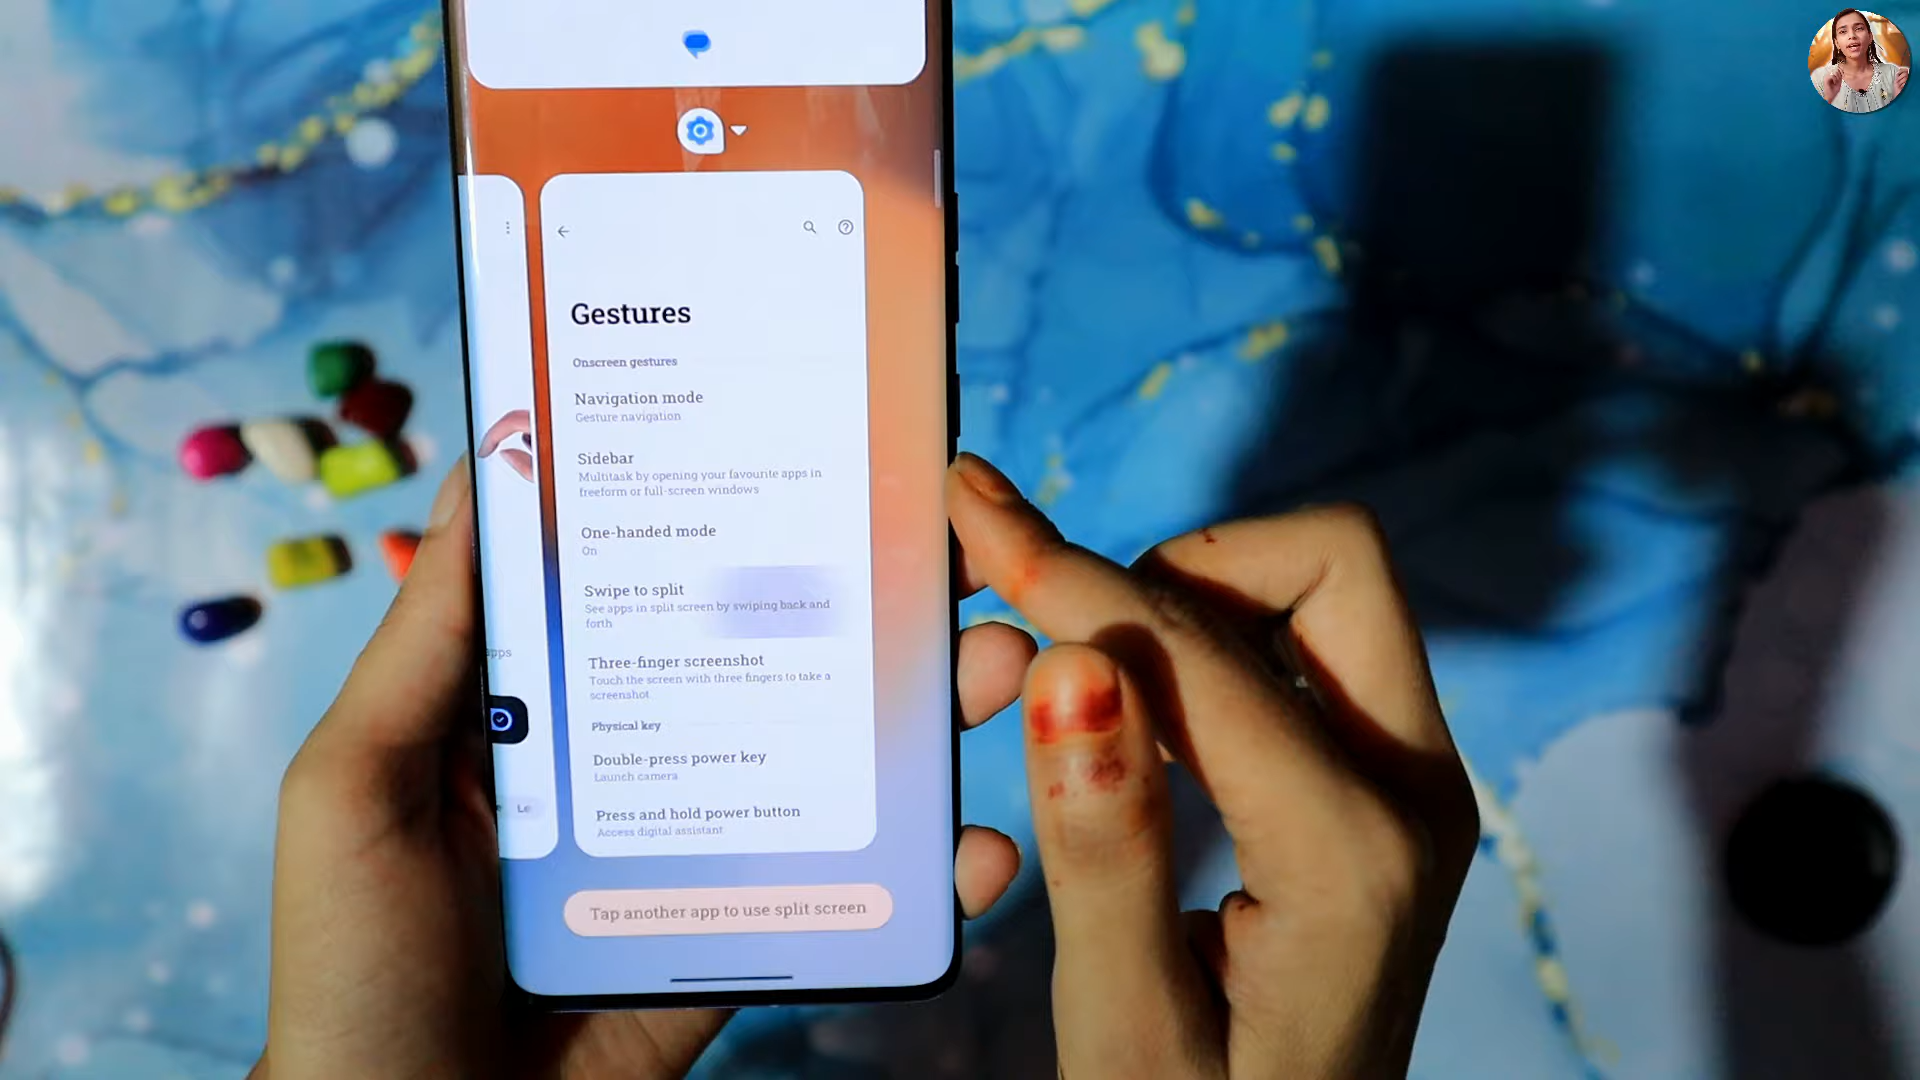 Gestures
Onscreen gestures
Navigation mode
Gesture navigation
Sidebar
Multitask by opening your favourite apps in
freeform or full-screen windows
One-handed mode
On
Swipe to split
See apps in split screen by swiping back and
forth
Three-finger screenshot
Touch the screen with three fingers to take a
screenshot
Physical key
Double-press power key
Launch camera
Press and hold power button
Access digital assistant
Tap another app to use split screen
apps
Le